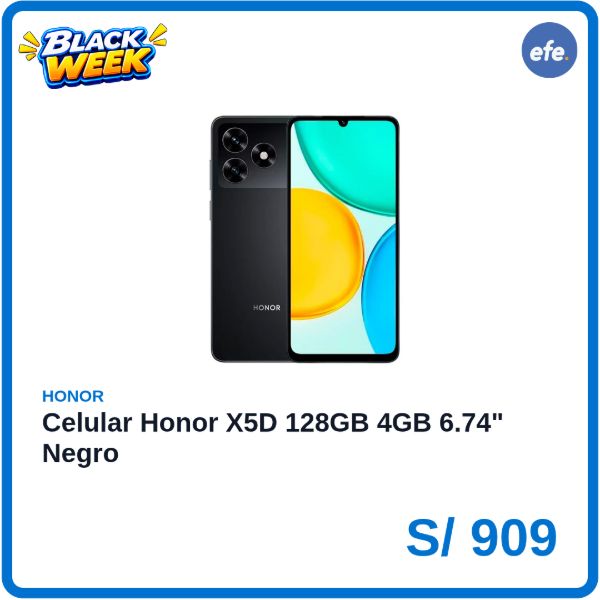 BLACK
WEEK
efe.
HONOR
HONOR
Celular Honor X5D 128GB 4GB 6.74"
Negro
S/ 909